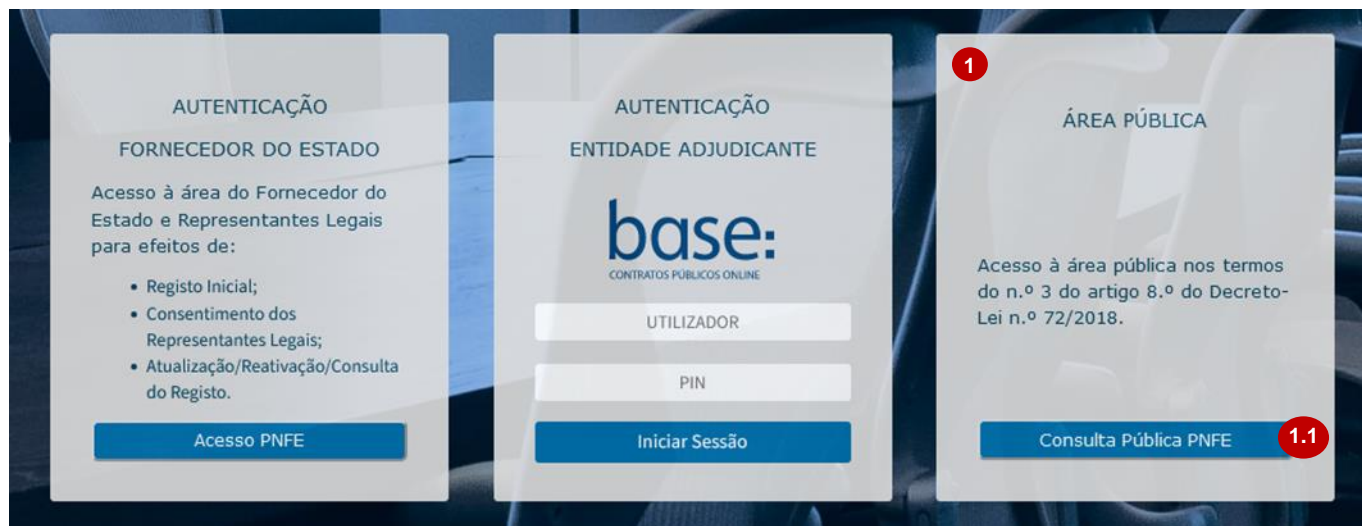 AUTENTICAÇÃO
FORNECEDOR DO ESTADO
Acesso à área do Fornecedor do
Estado e Representantes Legais
para efeitos de:
• Registo Inicial;
• Consentimento dos
Representantes Legais;
• Atualização/Reativação/Consulta
do Registo.
Acesso PNFE
AUTENTICAÇÃO
ENTIDADE ADJUDICANTE
base:
CONTRATOS PÚBLICOS ONLINE
UTILIZADOR
PIN
Iniciar Sessão
1
ÁREA PÚBLICA
Acesso à área pública nos termos
do n.º 3 do artigo 8.º do Decreto-
Lei n.º 72/2018.
Consulta Pública PNFE
1.1